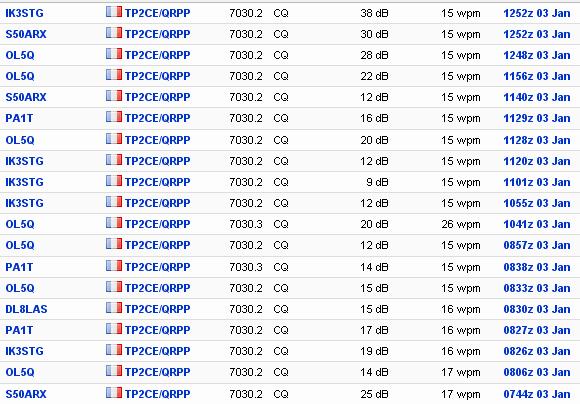 IK3STG TP2CE/QRPP 7030.2 CQ 38 dB 15 wpm 1252z 03 Jan
S50ARX TP2CE/QRPP 7030.2 CQ 30 dB 15 wpm 1252z 03 Jan
OL5Q TP2CE/QRPP 7030.2 CQ 28 dB 15 wpm 1248z 03 Jan
OL5Q TP2CE/QRPP 7030.2 CQ 22 dB 15 wpm 1156z 03 Jan
S50ARX TP2CE/QRPP 7030.2 CQ 12 dB 15 wpm 1140z 03 Jan
PA1T TP2CE/QRPP 7030.2 CQ 16 dB 15 wpm 1129z 03 Jan
OL5Q TP2CE/QRPP 7030.2 CQ 20 dB 15 wpm 1128z 03 Jan
IK3STG TP2CE/QRPP 7030.2 CQ 12 dB 15 wpm 1120z 03 Jan
IK3STG TP2CE/QRPP 7030.2 CQ 9 dB 15 wpm 1101z 03 Jan
IK3STG TP2CE/QRPP 7030.2 CQ 12 dB 15 wpm 1055z 03 Jan
OL5Q TP2CE/QRPP 7030.3 CQ 20 dB 26 wpm 1041z 03 Jan
OL5Q TP2CE/QRPP 7030.2 CQ 12 dB 15 wpm 0857z 03 Jan
PA1T TP2CE/QRPP 7030.3 CQ 14 dB 15 wpm 0838z 03 Jan
OL5Q TP2CE/QRPP 7030.2 CQ 15 dB 15 wpm 0833z 03 Jan
DL8LAS TP2CE/QRPP 7030.2 CQ 15 dB 16 wpm 0830z 03 Jan
PA1T TP2CE/QRPP 7030.2 CQ 17 dB 16 wpm 0827z 03 Jan
IK3STG TP2CE/QRPP 7030.2 CQ 19 dB 16 wpm 0826z 03 Jan
OL5Q TP2CE/QRPP 7030.2 CQ 14 dB 17 wpm 0806z 03 Jan
S50ARX TP2CE/QRPP 7030.2 CQ 25 dB 17 wpm 0744z 03 Jan